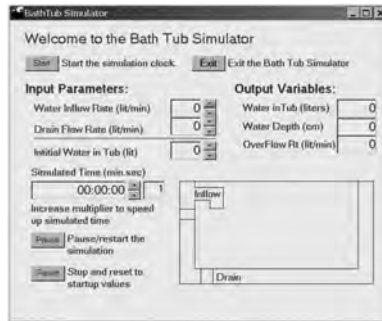 BathTub Simulator
Welcome to the Bath Tub Simulator
Start Start the simulation clock. Exit Exit the Bath Tub Simulator
Input Parameters: Output Variables:
Water Inflow Rate (lit/min) 0 Water in Tub (liters) 0
Drain Flow Rate (lit/min) 0 Water Depth (cm) 0
Intitial Water in Tub (lit) 0 OverFlow Rt (lit/min) 0
Simulated Time (min.sec)
00:00:00 1
Inflow
Increase multiplier to speed
up simulated time
Pause Pause/restart the
simulation
Stop and reset to
startup values
Drain